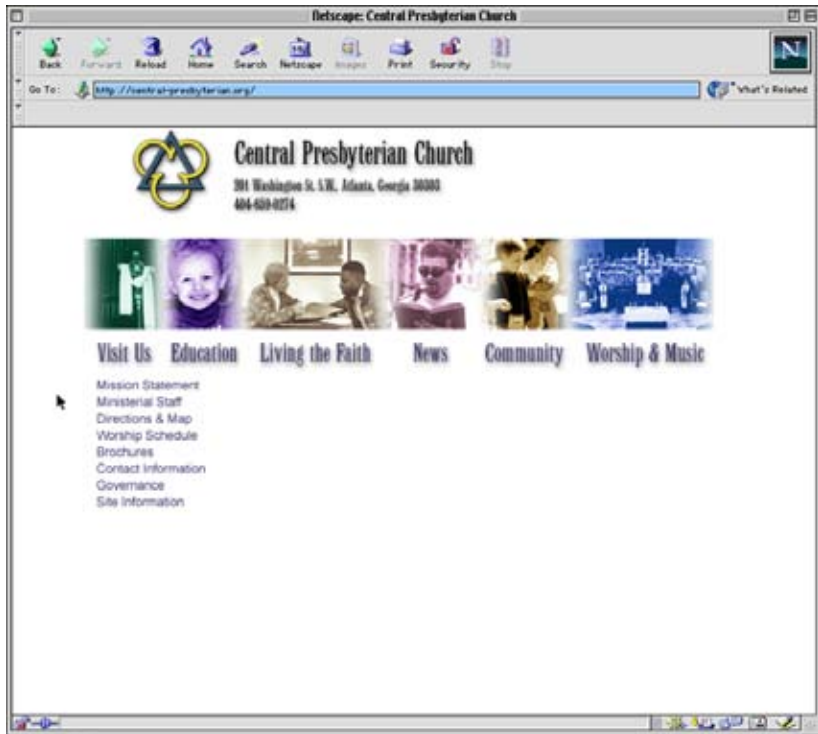 Netscape: Central Presbyterian Church
Back Forward Reload Home Search Netscape Images Print Security Stop
N
Go To: http://central-presbyterian.org/ What's Related
Central Presbyterian Church
201 Washington St. S.W., Atlanta, Georgia 30303
Visit Us Education Living the Faith News Community Worship & Music
Mission Statement
Ministerial Staff
Directions & Map
Worship Schedule
Brochures
Contact Information
Governance
Site Information